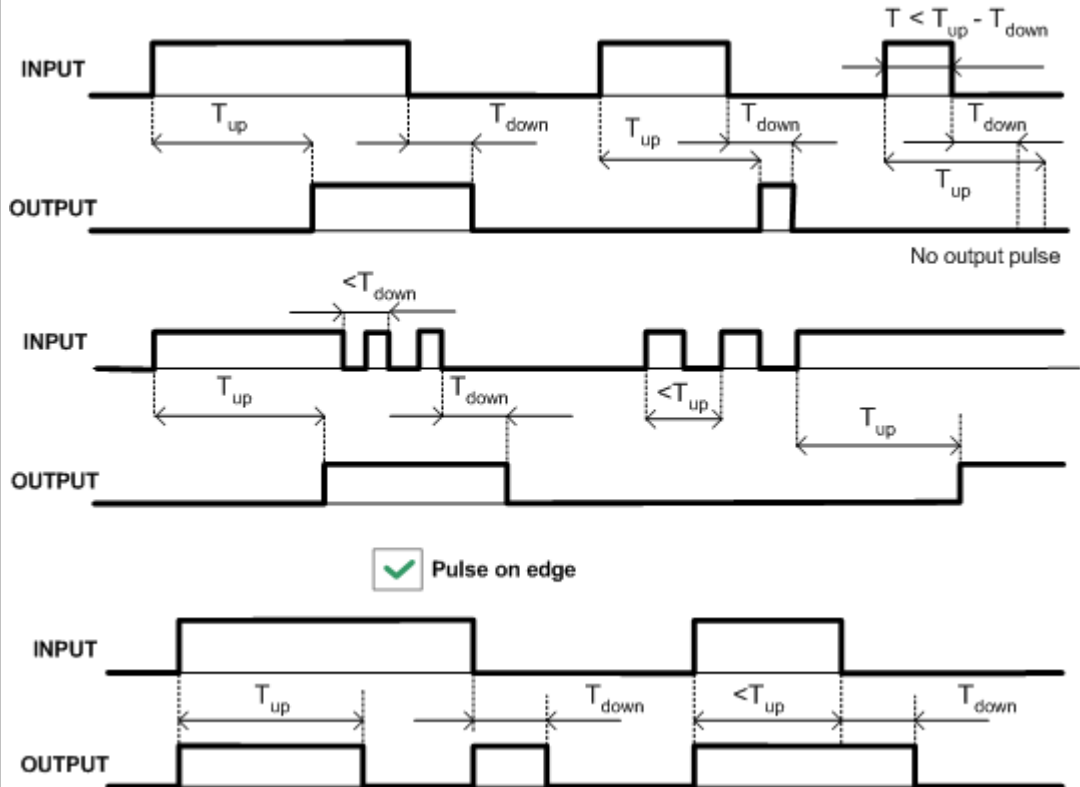 T < Tup - Tdown
INPUT
Tup
Tdown
Tup
Tdown
Tdown
Tup
OUTPUT
No output pulse
<Tdown
INPUT
Tup
Tdown
<Tup
Tup
OUTPUT
Pulse on edge
INPUT
Tup
Tdown
<Tup
Tdown
OUTPUT